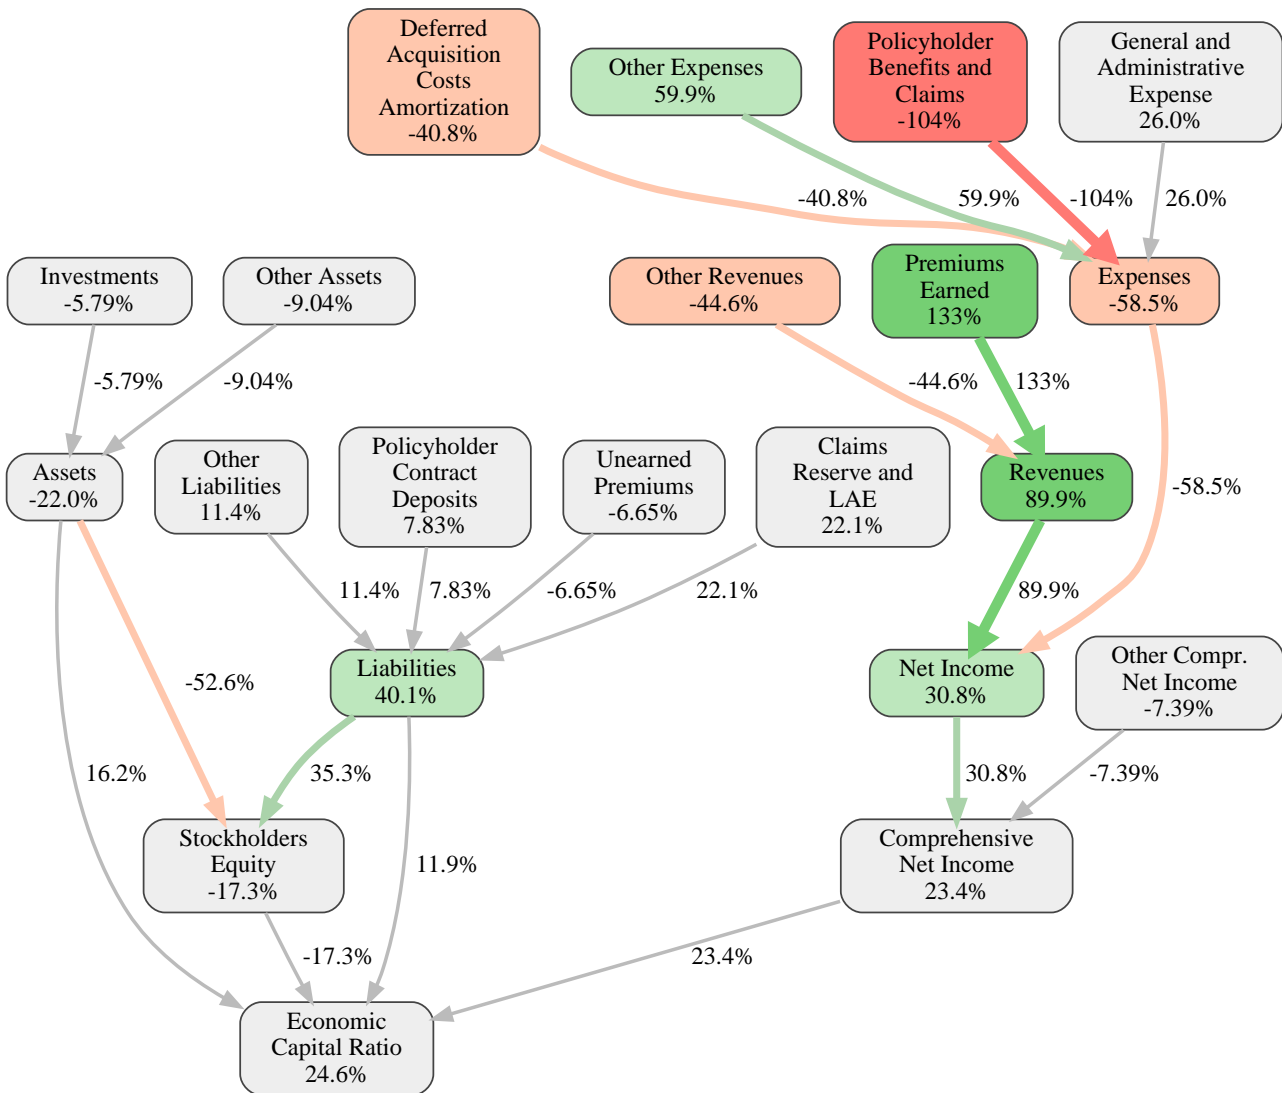 Deferred
Acquisition
Costs
Amortization
-40.8%
Other Expenses
59.9%
Policyholder
Benefits and
Claims
-104%
General and
Administrative
Expense
26.0%
-40.8%
59.9%
-104%
26.0%
Investments
-5.79%
Other Assets
-9.04%
Other Revenues
-44.6%
Premiums
Earned
133%
Expenses
-58.5%
-5.79%
-9.04%
-44.6%
133%
Assets
-22.0%
Other
Liabilities
11.4%
Policyholder
Contract
Deposits
7.83%
Unearned
Premiums
-6.65%
Claims
Reserve and
LAE
22.1%
Revenues
89.9%
-58.5%
11.4%
7.83%
-6.65%
22.1%
89.9%
Liabilities
40.1%
Net Income
30.8%
Other Compr.
Net Income
-7.39%
-52.6%
16.2%
35.3%
30.8%
-7.39%
Stockholders
Equity
-17.3%
11.9%
Comprehensive
Net Income
23.4%
-17.3%
23.4%
Economic
Capital Ratio
24.6%